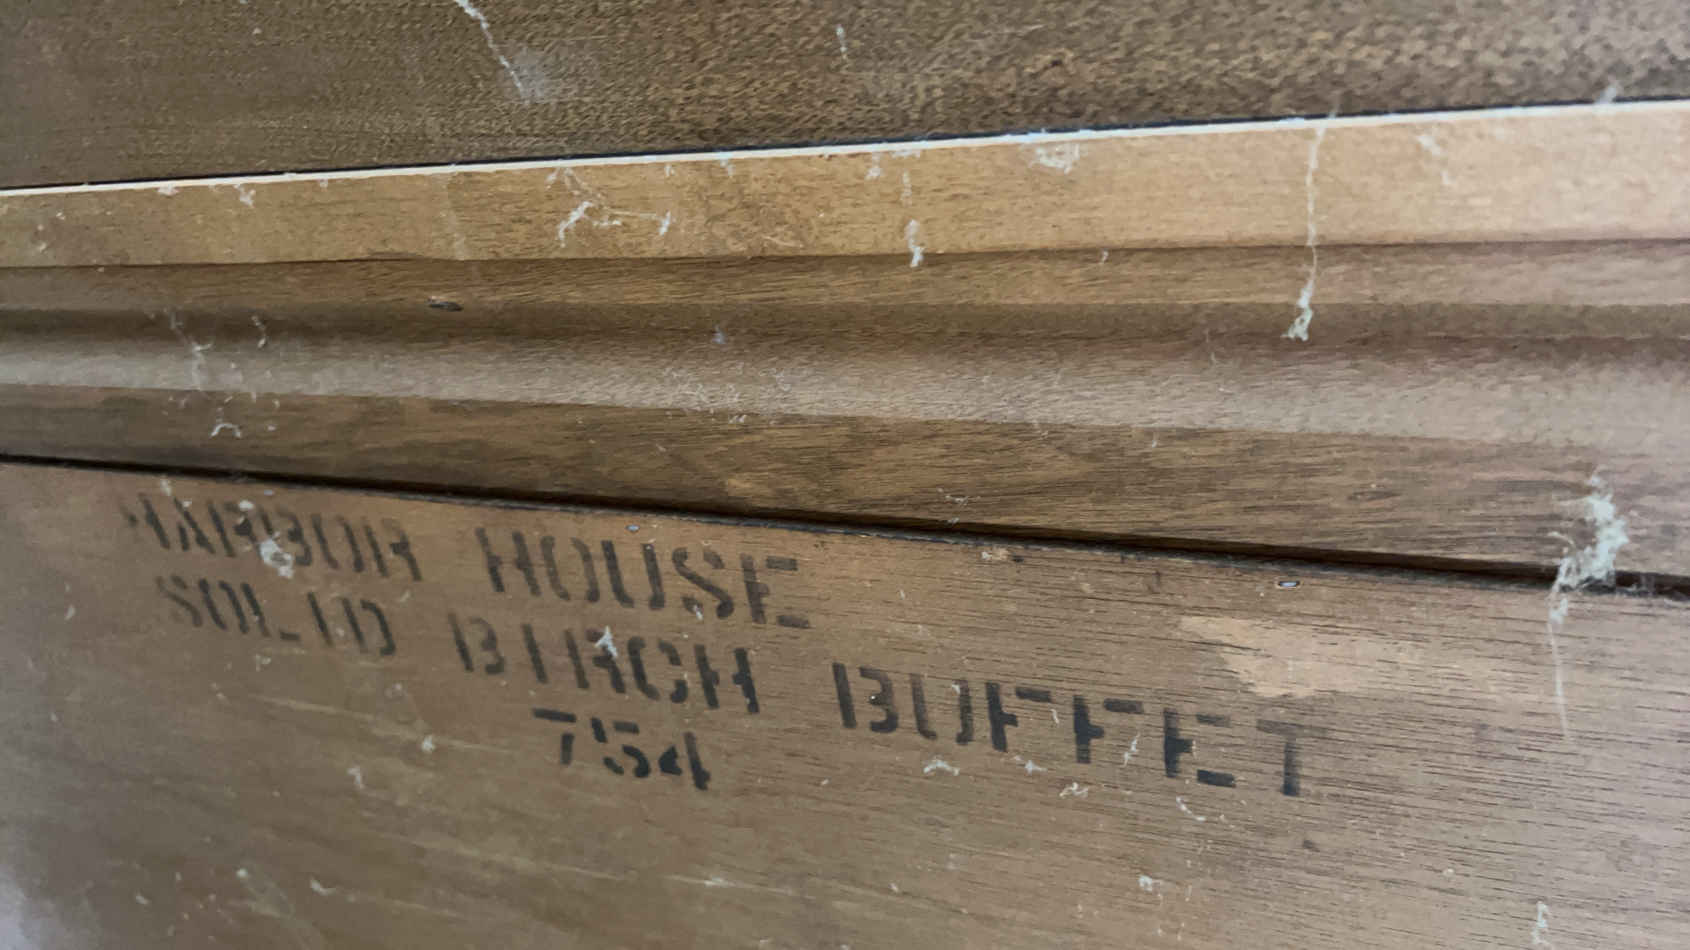 HARBOR HOUSE
SOLID BIRCH BUFFET
754